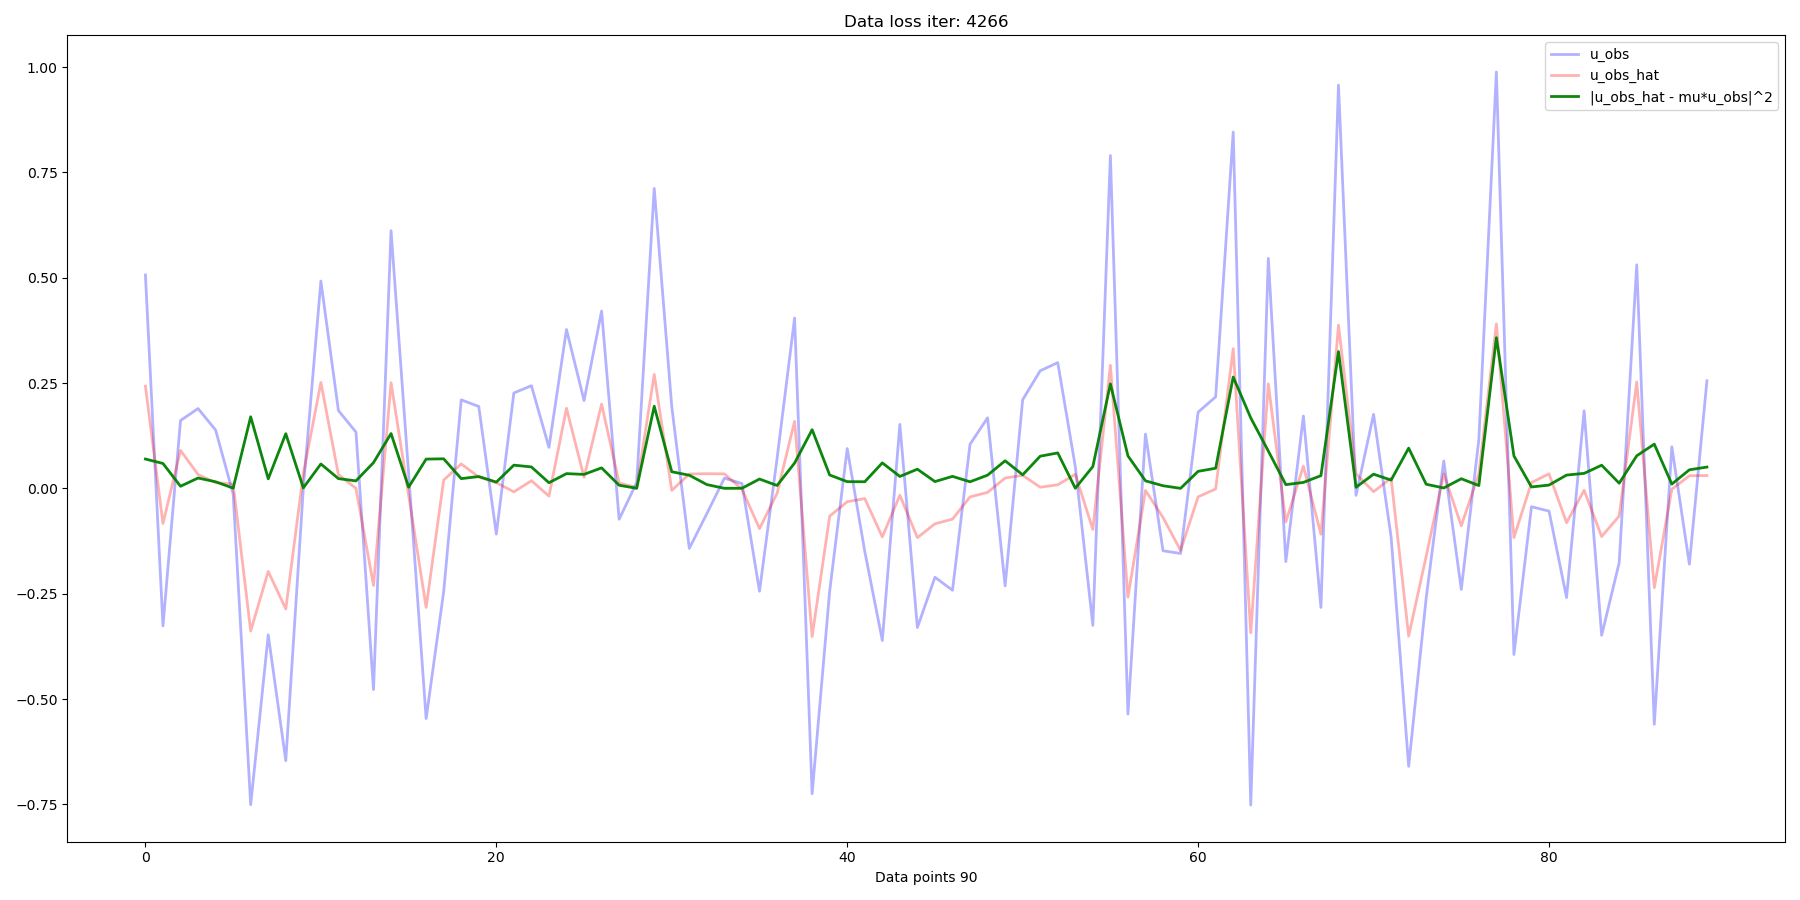 Data loss iter: 4266
u_obs
u_obs_hat
|u_obs_hat - mu*u_obs|^2
1.00
0.75
0.50
0.25
0.00
−0.25
−0.50
−0.75
0 20 40 60 80
Data points 90